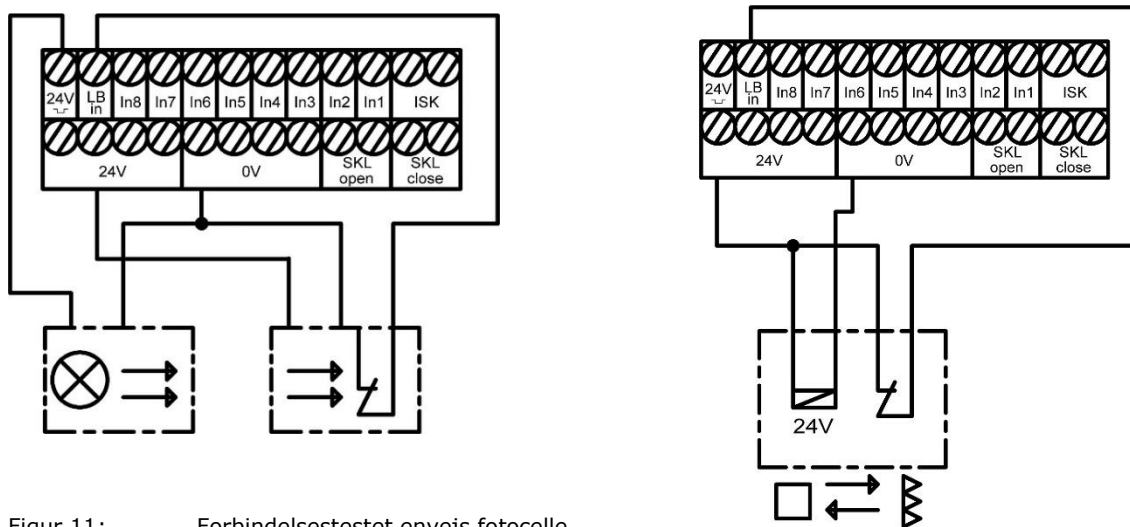 24V LB in In8 In7 In6 In5 In4 In3 In2 In1 ISK
24V 0V SKL open SKL close
24V LB in In8 In7 In6 In5 In4 In3 In2 In1 ISK
24V 0V SKL open SKL close
24V
Figur 11: Forbindelsestestet enveis fotocelle